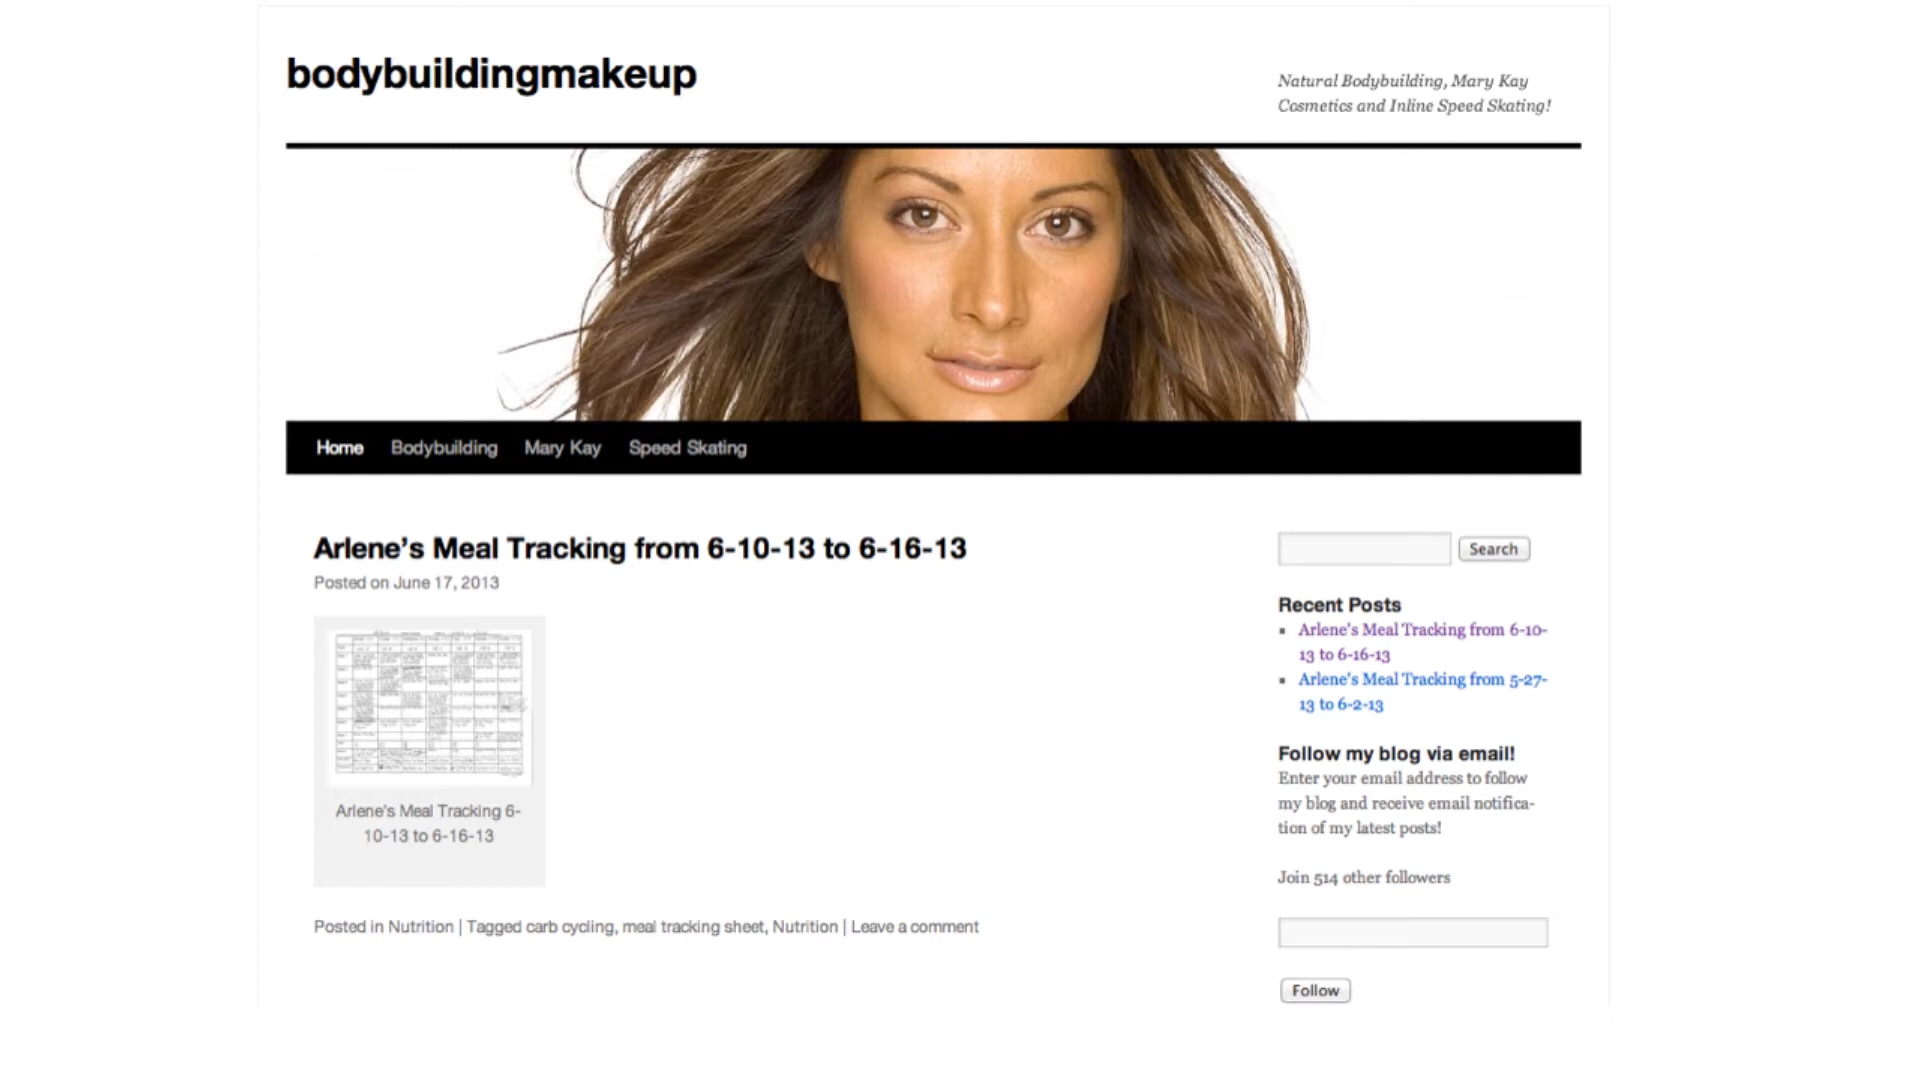 bodybuildingmakeup
Natural Bodybuilding, Mary Kay
Cosmetics and Inline Speed Skating!
Home Bodybuilding Mary Kay Speed Skating
Arlene’s Meal Tracking from 6-10-13 to 6-16-13
Posted on June 17, 2013
Arlene’s Meal Tracking 6-
10-13 to 6-16-13
Posted in Nutrition | Tagged carb cycling, meal tracking sheet, Nutrition | Leave a comment
Search
Recent Posts
Arlene’s Meal Tracking from 6-10-
13 to 6-16-13
Arlene’s Meal Tracking from 5-27-
13 to 6-2-13
Follow my blog via email!
Enter your email address to follow
my blog and receive email notifica-
tion of my latest posts!
Join 514 other followers
Follow